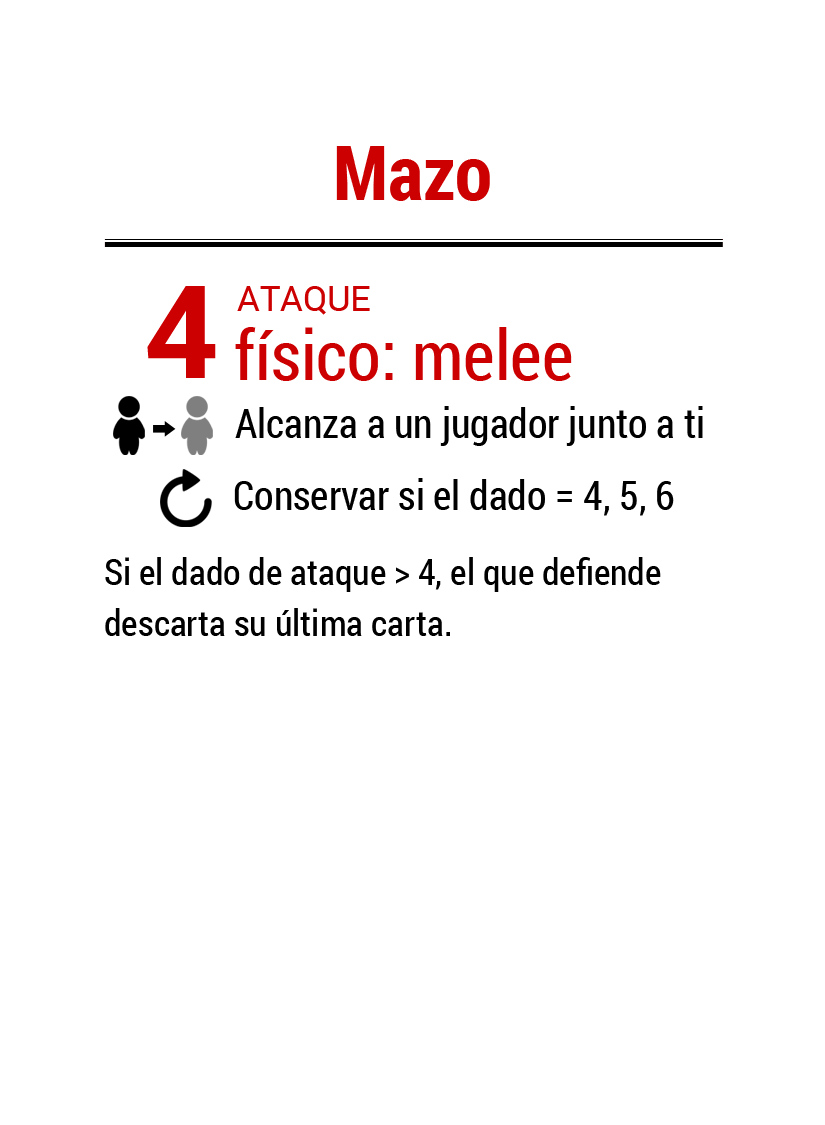 Mazo
4 ATAQUE
físico: melee
Alcanza a un jugador junto a ti
Conservar si el dado = 4, 5, 6
Si el dado de ataque > 4, el que defiende
descarta su última carta.